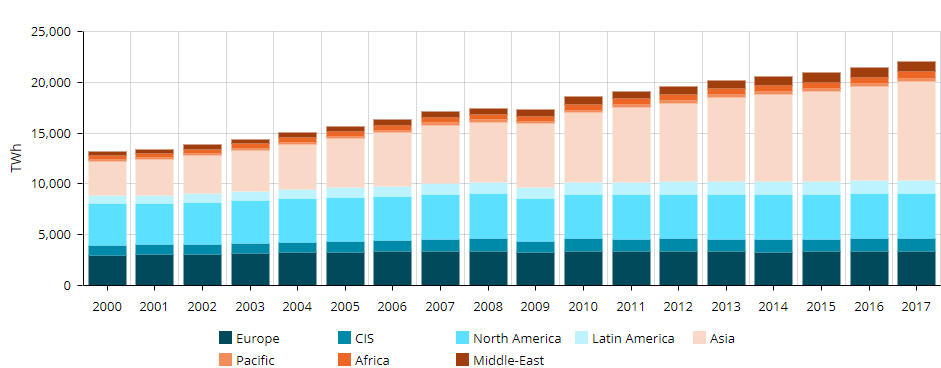 25,000
20,000
15,000
10,000
5,000
0
TWh
2000 2001 2002 2003 2004 2005 2006 2007 2008 2009 2010 2011 2012 2013 2014 2015 2016 2017
Europe CIS North America Latin America Asia
Pacific Africa Middle-East